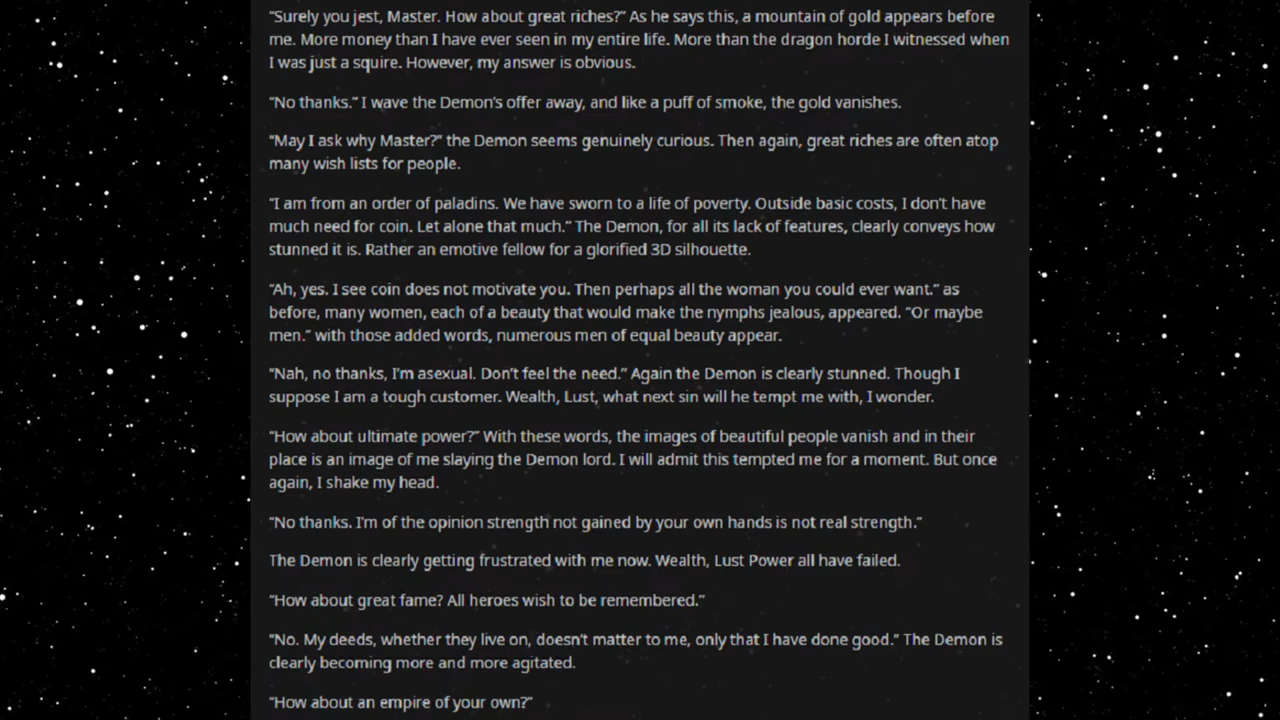 “Surely you jest, Master. How about great riches?” As he says this, a mountain of gold appears before
me. More money than I have ever seen in my entire life. More than the dragon horde I witnessed when
I was just a squire. However, my answer is obvious.
“No thanks.” I wave the Demon’s offer away, and like a puff of smoke, the gold vanishes.
“May I ask why Master?” the Demon seems genuinely curious. Then again, great riches are often atop
many wish lists for people.
“I am from an order of paladins. We have sworn to a life of poverty. Outside basic costs, I don’t have
much need for coin. Let alone that much.” The Demon, for all its lack of features, clearly conveys how
stunned it is. Rather an emotive fellow for a glorified 3D silhouette.
“Ah, yes. I see coin does not motivate you. Then perhaps all the woman you could ever want.” as
before, many women, each of a beauty that would make the nymphs jealous, appeared. “Or maybe
men.” with those added words, numerous men of equal beauty appear.
“Nah, no thanks, I’m asexual. Don’t feel the need.” Again the Demon is clearly stunned. Though I
suppose I am a tough customer. Wealth, Lust, what next sin will he tempt me with, I wonder.
“How about ultimate power?” With these words, the images of beautiful people vanish and in their
place is an image of me slaying the Demon lord. I will admit this tempted me for a moment. But once
again, I shake my head.
“No thanks. I’m of the opinion strength not gained by your own hands is not real strength.”
The Demon is clearly getting frustrated with me now. Wealth, Lust Power all have failed.
“How about great fame? All heroes wish to be remembered.”
“No. My deeds, whether they live on, doesn’t matter to me, only that I have done good.” The Demon is
clearly becoming more and more agitated.
“How about an empire of your own?”